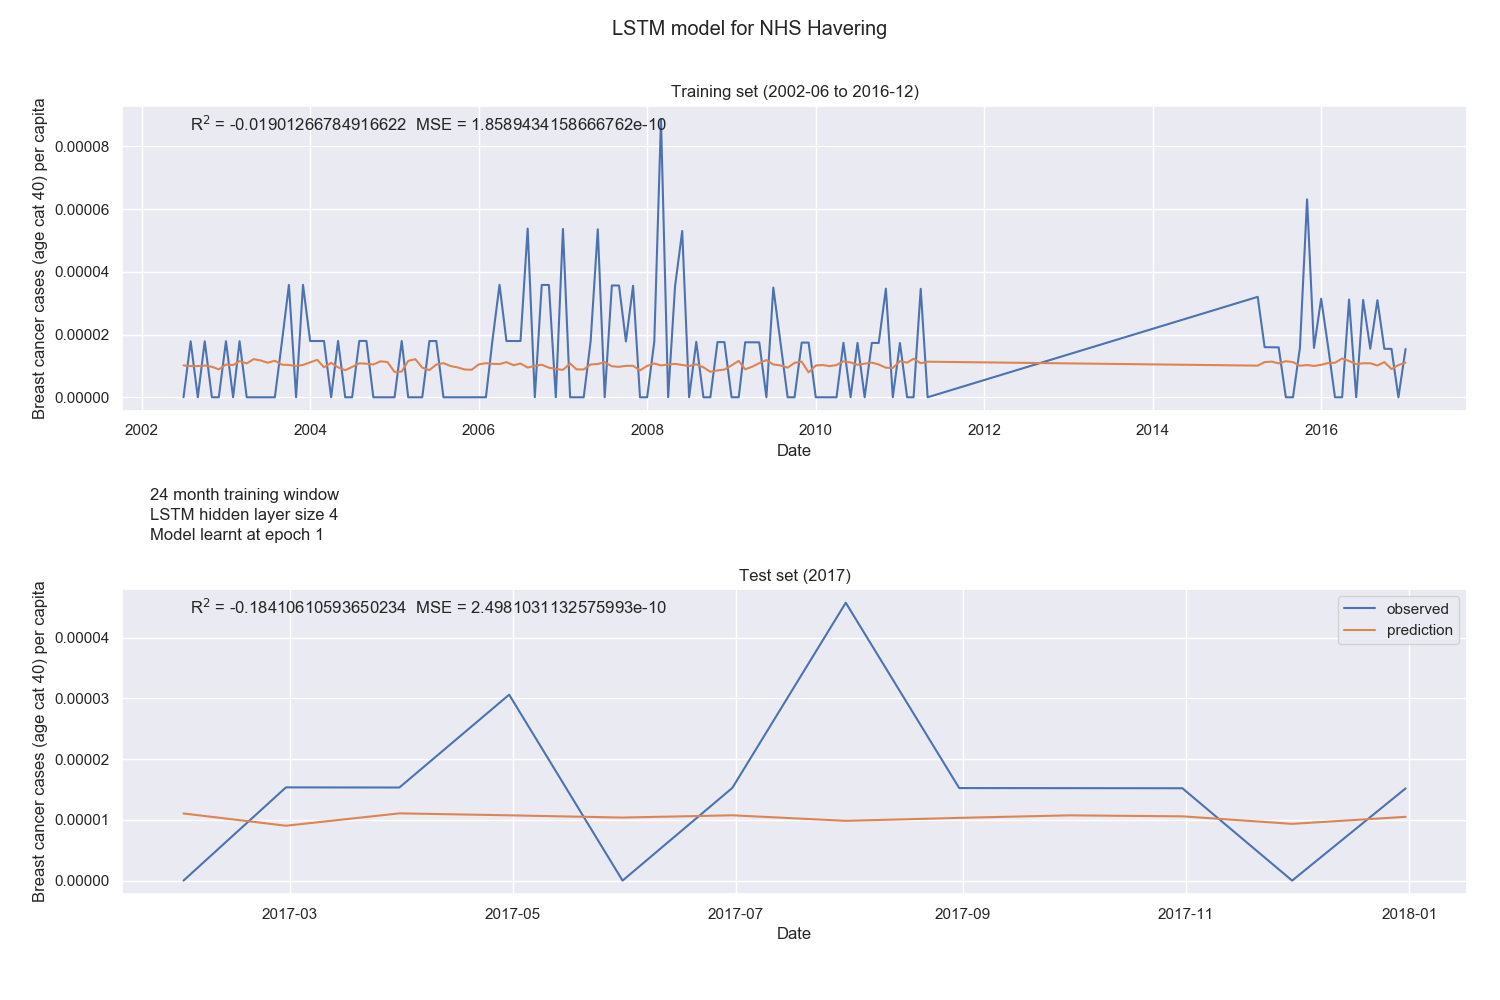 LSTM model for NHS Havering
Training set (2002-06 to 2016-12)
R² = -0.01901266784916622 MSE = 1.8589434158666762e-10
Breast cancer cases (age cat 40) per capita
0.00008
0.00006
0.00004
0.00002
0.00000
2002 2004 2006 2008 2010 2012 2014 2016
Date
24 month training window
LSTM hidden layer size 4
Model learnt at epoch 1
Test set (2017)
R² = -0.18410610593650234 MSE = 2.4981031132575993e-10
observed
prediction
Breast cancer cases (age cat 40) per capita
0.00004
0.00003
0.00002
0.00001
0.00000
2017-03 2017-05 2017-07 2017-09 2017-11 2018-01
Date